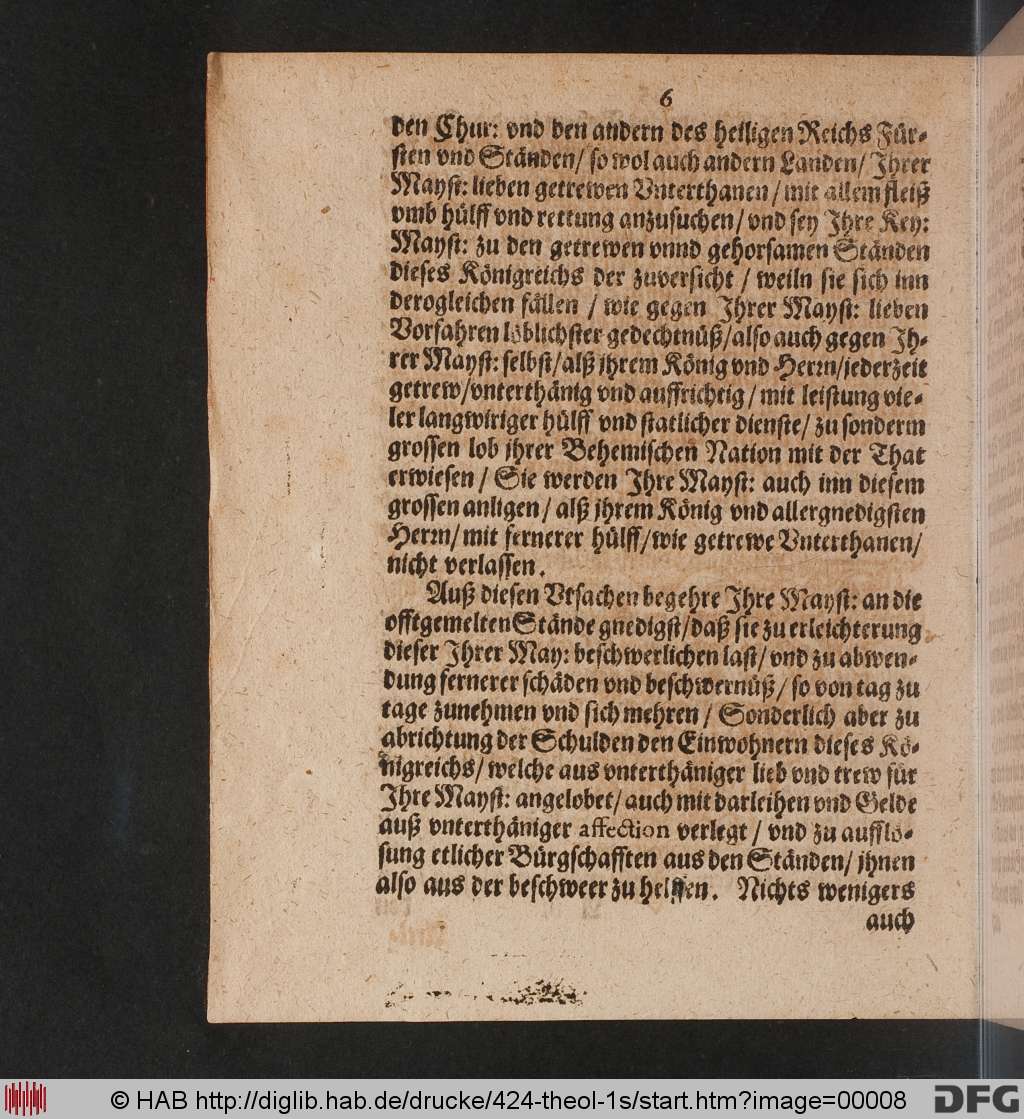 6
den Chur: vnd den andern des heiligen Reichs Für-
sten vnd Ständen/ so wol auch andern Landen/ Ihrer
Mayst: lieben getrewen Vnterthanen / mit allem fleiß
vmb hülff vnd rettung anzusuchen/ vnd sey Ihre Key:
Mayst: zu den getrewen vnnd gehorsamen Ständen
dieses Königreichs der zuversicht / weiln sie sich inn
derogleichen fällen / wie gegen Ihrer Mayst: lieben
Vorfahren löblichster gedechtnüß/also auch gegen Ih-
rer Mayst: selbst/alß jhrem König vnd Herrn/jederzeit
getrew/vnterthänig vnd auffrichtig / mit leistung vie-
ler langwiriger hülff vnd statlicher dienste/ zu sonderm
grossen lob jhrer Behemischen Nation mit der That
erwiesen / Sie werden Ihre Mayst: auch inn diesem
grossen anligen / alß jhrem König vnd allergnedigsten
Herrn/ mit fernerer hülff/wie getrewe Vnterthanen/
nicht verlassen.
Auß diesen Vrsachen begehre Ihre Mayst: an die
offtgemelten Stände gnedigst/daß sie zu erleichterung
dieser Ihrer May: beschwerlichen last/ vnd zu abwen-
dung fernerer schäden vnd beschwernüß/ so von tag zu
tage zunehmen vnd sich mehren / Sonderlich aber zu
abrichtung der Schulden den Einwohnern dieses Kö-
nigreichs/ welche aus vnterthäniger lieb vnd trew für
Ihre Mayst: angelobet/ auch mit darleihen vnd Gelde
auß vnterthäniger affection verlegt / vnd zu aufflö-
sung etlicher Bürgschafften aus den Ständen/ jhnen
also aus der beschweer zu helffen. Nichts wenigers
auch
© HAB http://diglib.hab.de/drucke/424-theol-1s/start.htm?image=00008
DFG